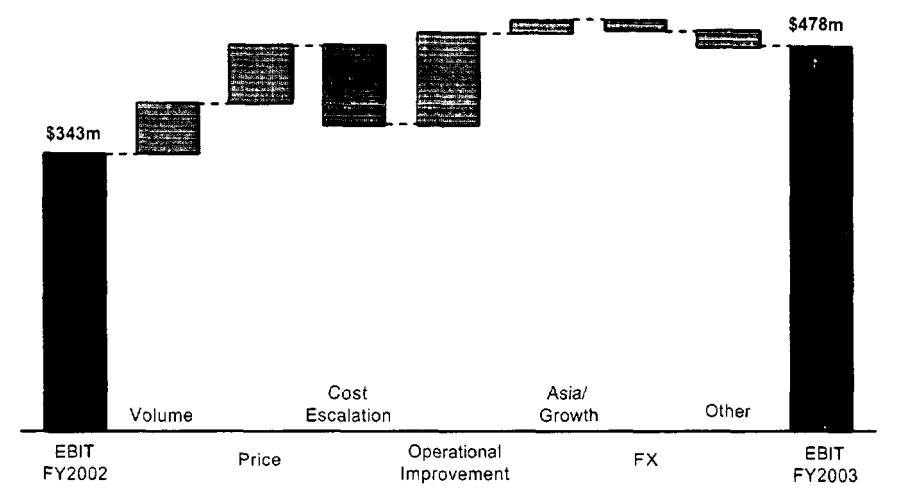 $478m
$343m
Cost
Escalation
Asia/
Growth
Volume
Other
EBIT
FY2002
Price
Operational
Improvement
FX
EBIT
FY2003